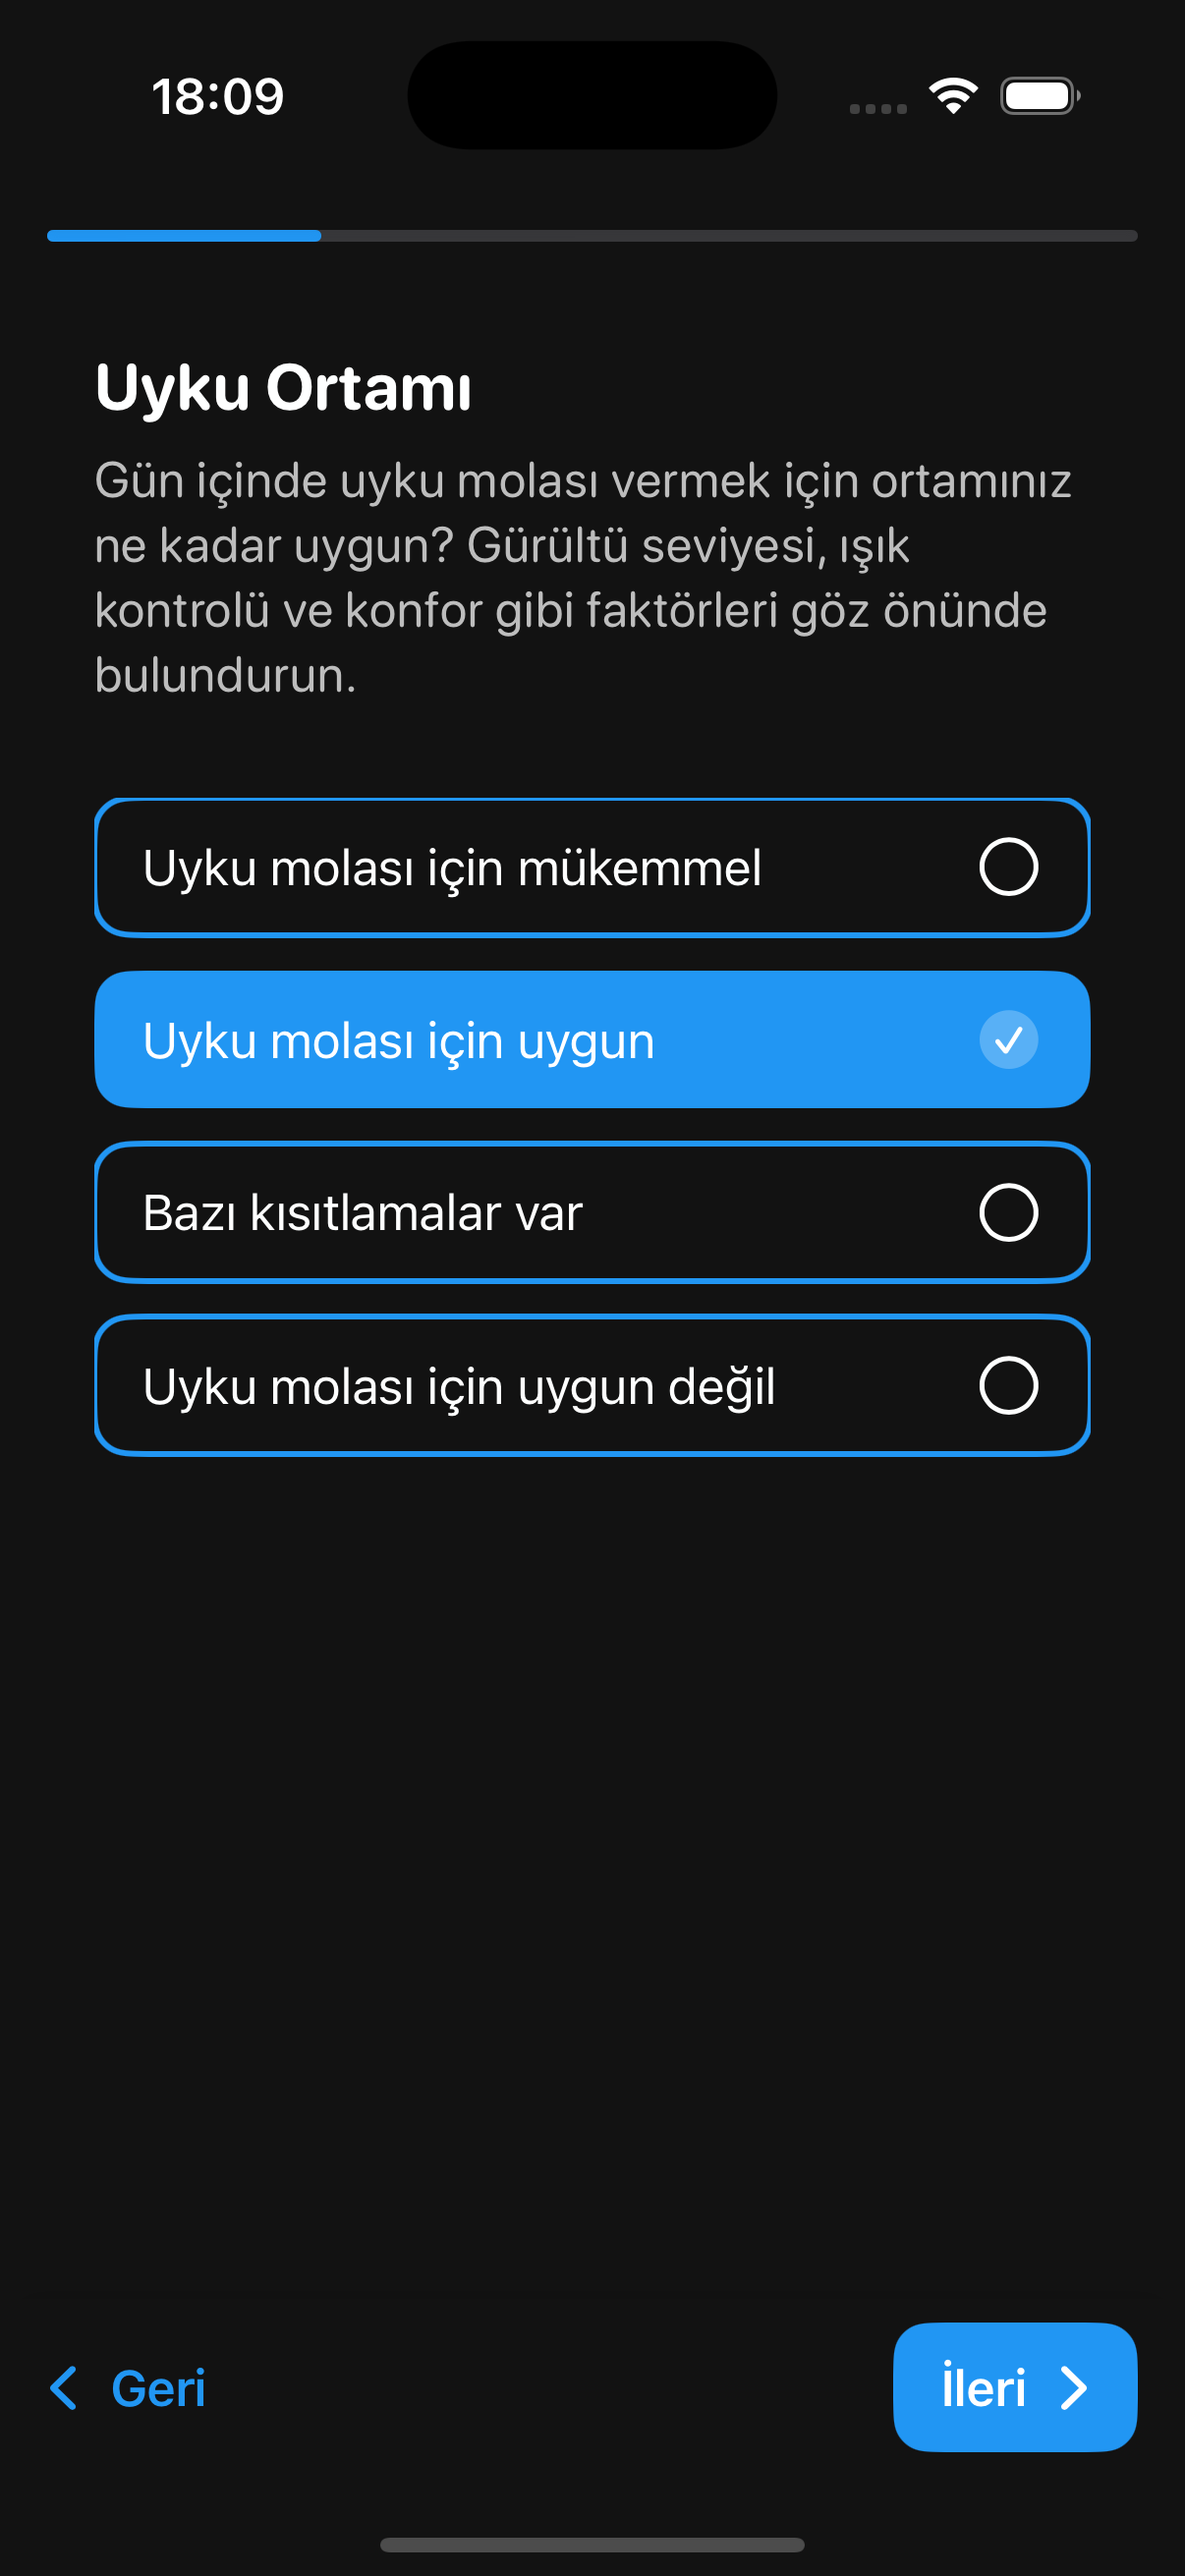 18:09
Uyku Ortamı
Gün içinde uyku molası vermek için ortamınız
ne kadar uygun? Gürültü seviyesi, ışık
kontrolü ve konfor gibi faktörleri göz önünde
bulundurun.
Uyku molası için mükemmel
Uyku molası için uygun
Bazı kısıtlamalar var
Uyku molası için uygun değil
Geri
İleri